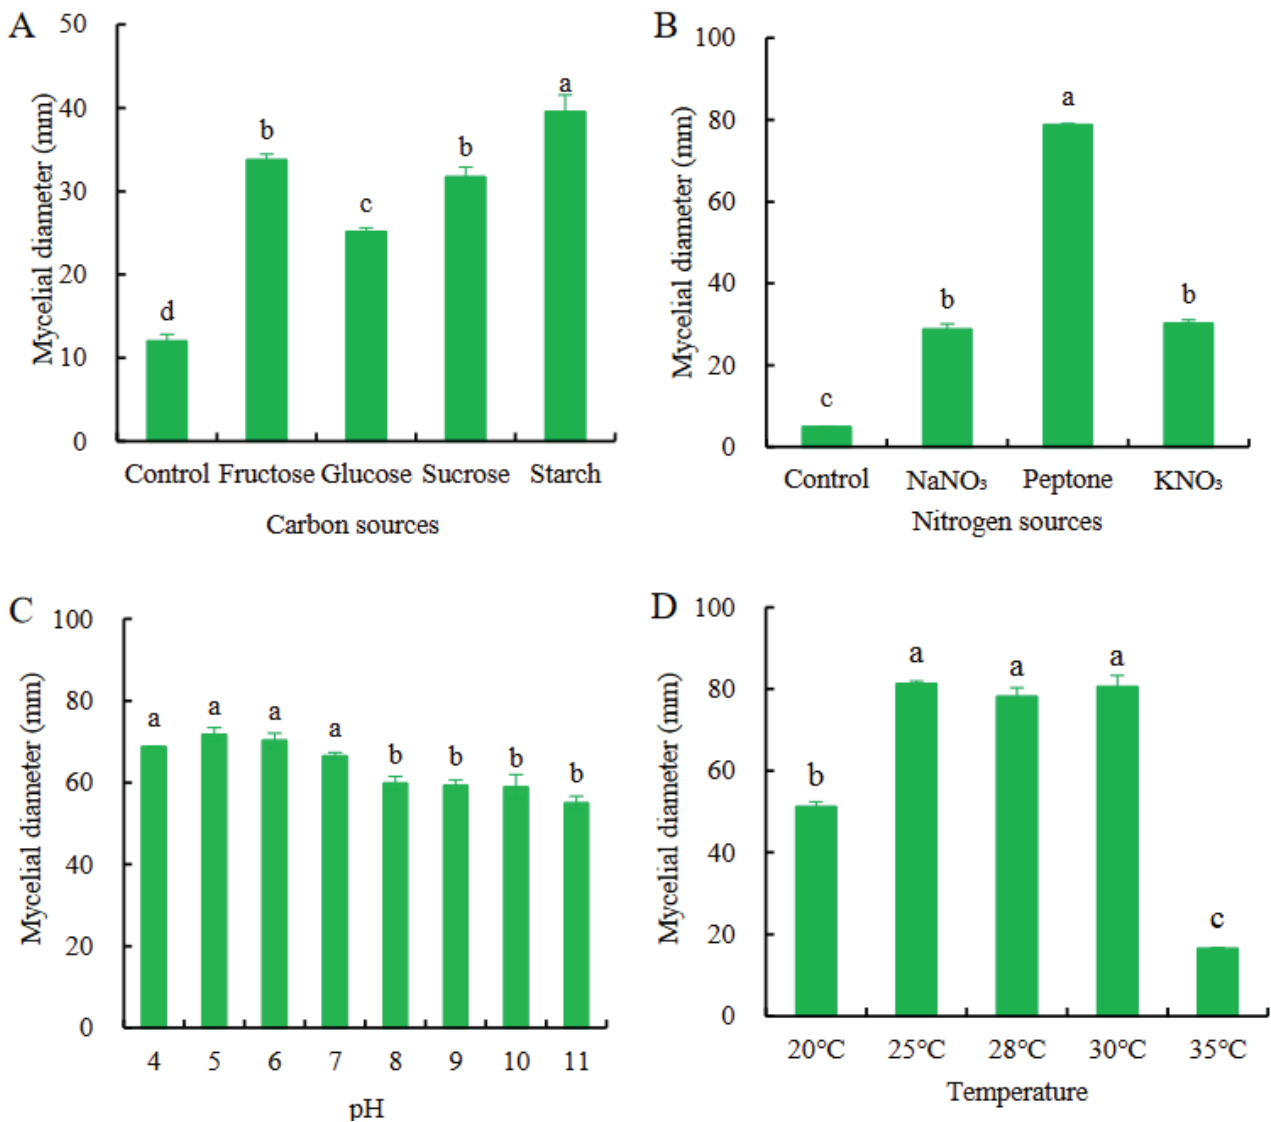 A
50
40
30
20
10
0
Mycelial diameter (mm)
d
b
c
b
a
Control Fructose Glucose Sucrose Starch
Carbon sources
B
100
80
60
40
20
0
Mycelial diameter (mm)
c
b
a
b
Control NaNO₃ Peptone KNO₃
Nitrogen sources
C
100
80
60
40
20
0
Mycelial diameter (mm)
a a a a b b b b
4 5 6 7 8 9 10 11
pH
D
100
80
60
40
20
0
Mycelial diameter (mm)
b
a
a
a
c
20°C 25°C 28°C 30°C 35°C
Temperature